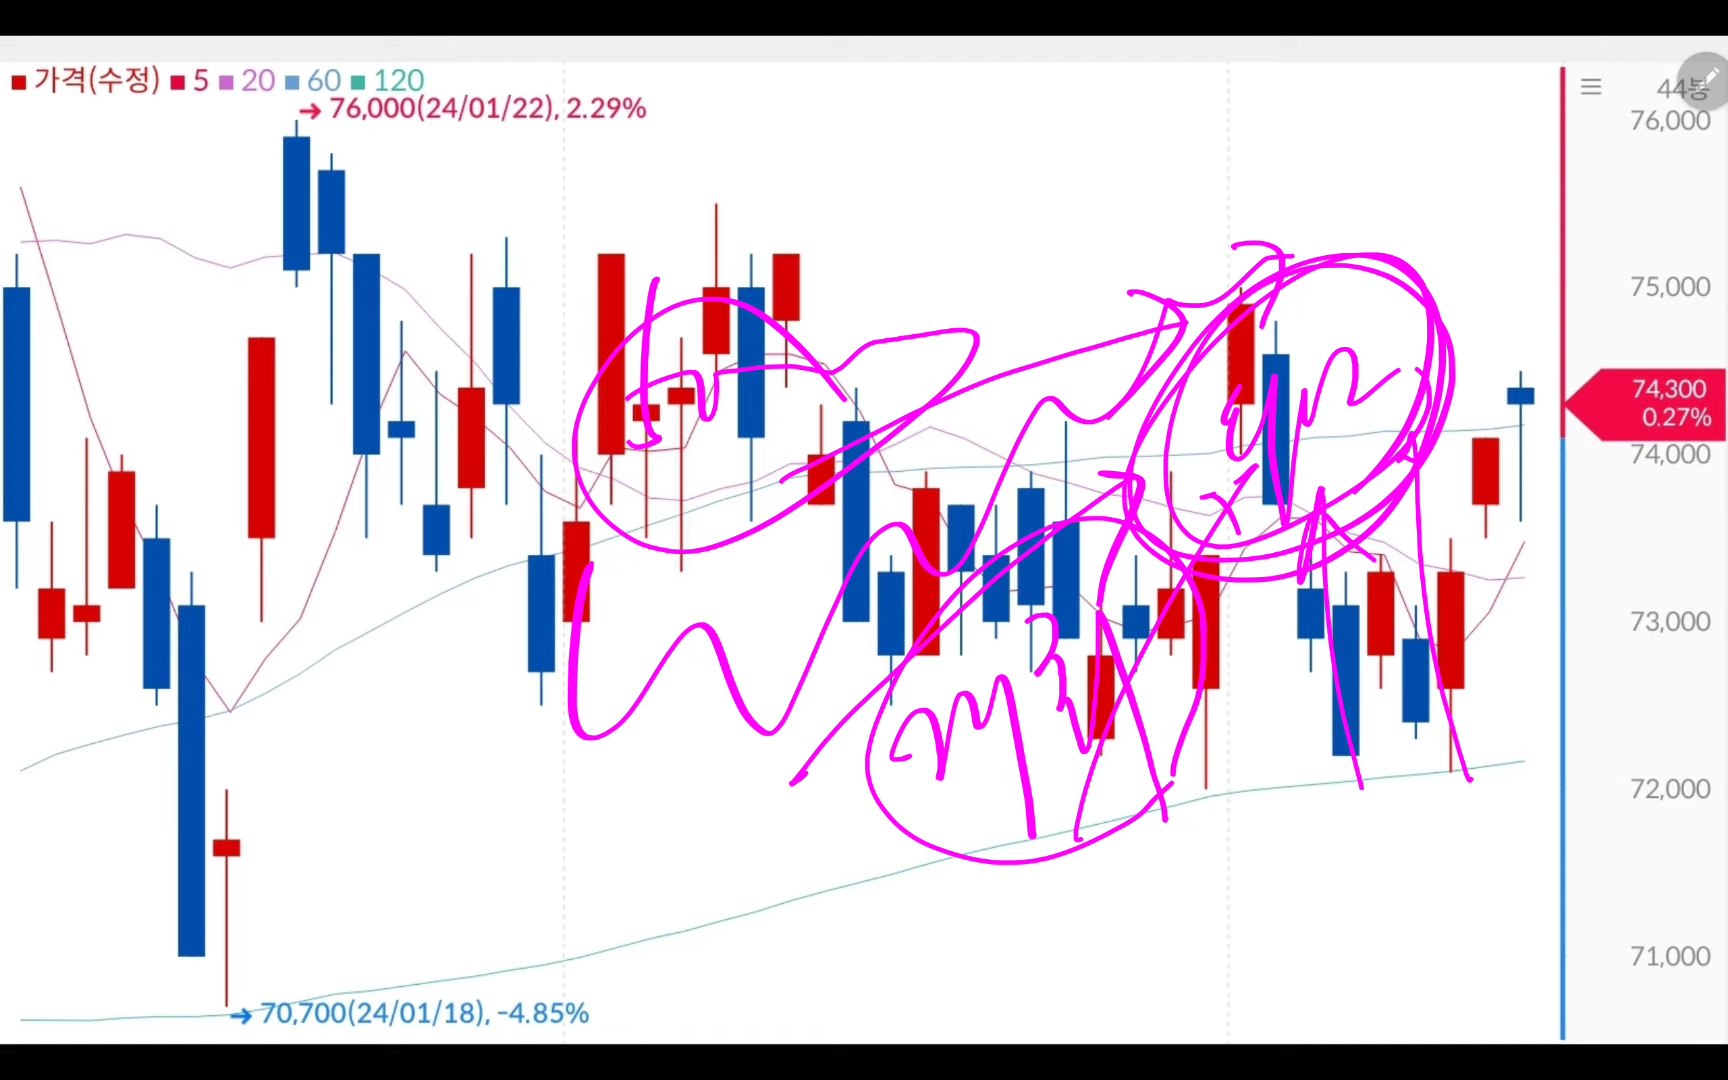 가격(수정) 5 20 60 120
→ 76,000(24/01/22), 2.29%
44봉
76,000
75,000
74,300
0.27%
74,000
73,000
72,000
71,000
→ 70,700(24/01/18), -4.85%